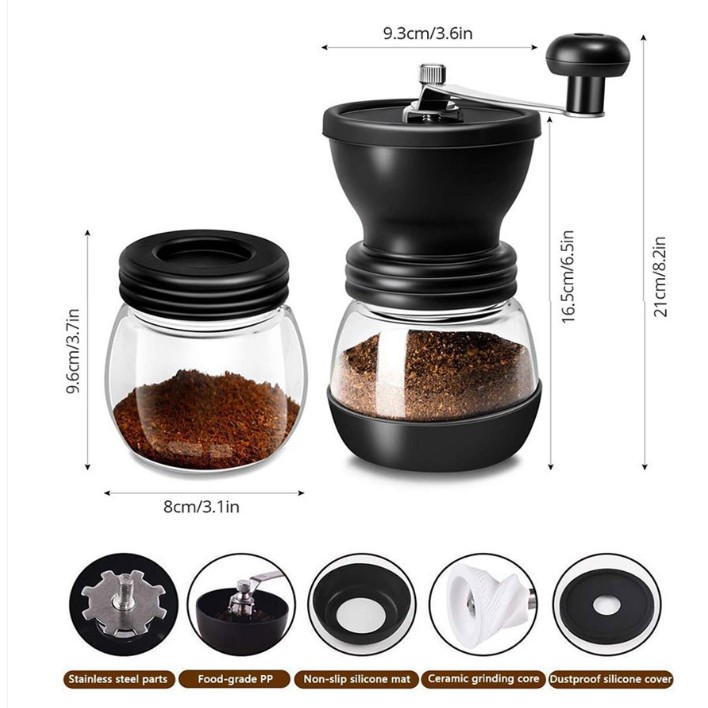 9.3cm/3.6in
9.6cm/3.7in
16.5cm/6.5in
21cm/8.2in
8cm/3.1in
Stainless steel parts
Food-grade PP
Non-slip silicone mat
Ceramic grinding core
Dustproof silicone cover